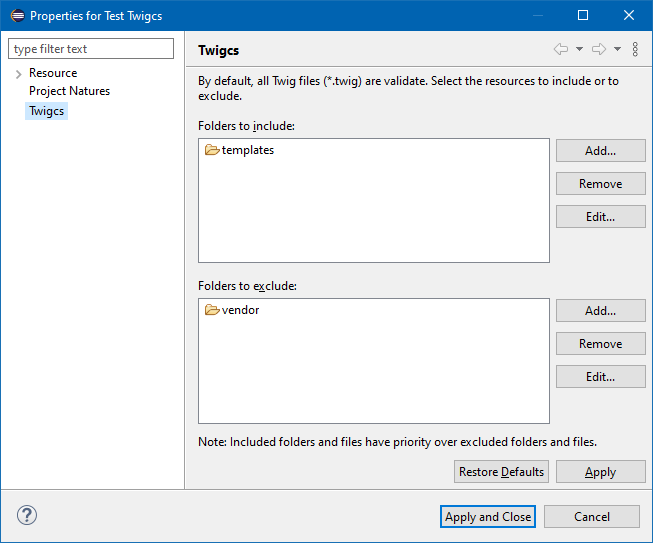 Properties for Test Twigcs
type filter text
Resource
Project Natures
Twigcs
Twigcs
By default, all Twig files (*.twig) are validate. Select the resources to include or to
exclude.
Folders to include:
templates
Add...
Remove
Edit...
Folders to exclude:
vendor
Add...
Remove
Edit...
Note: Included folders and files have priority over excluded folders and files.
Restore Defaults
Apply
Apply and Close
Cancel